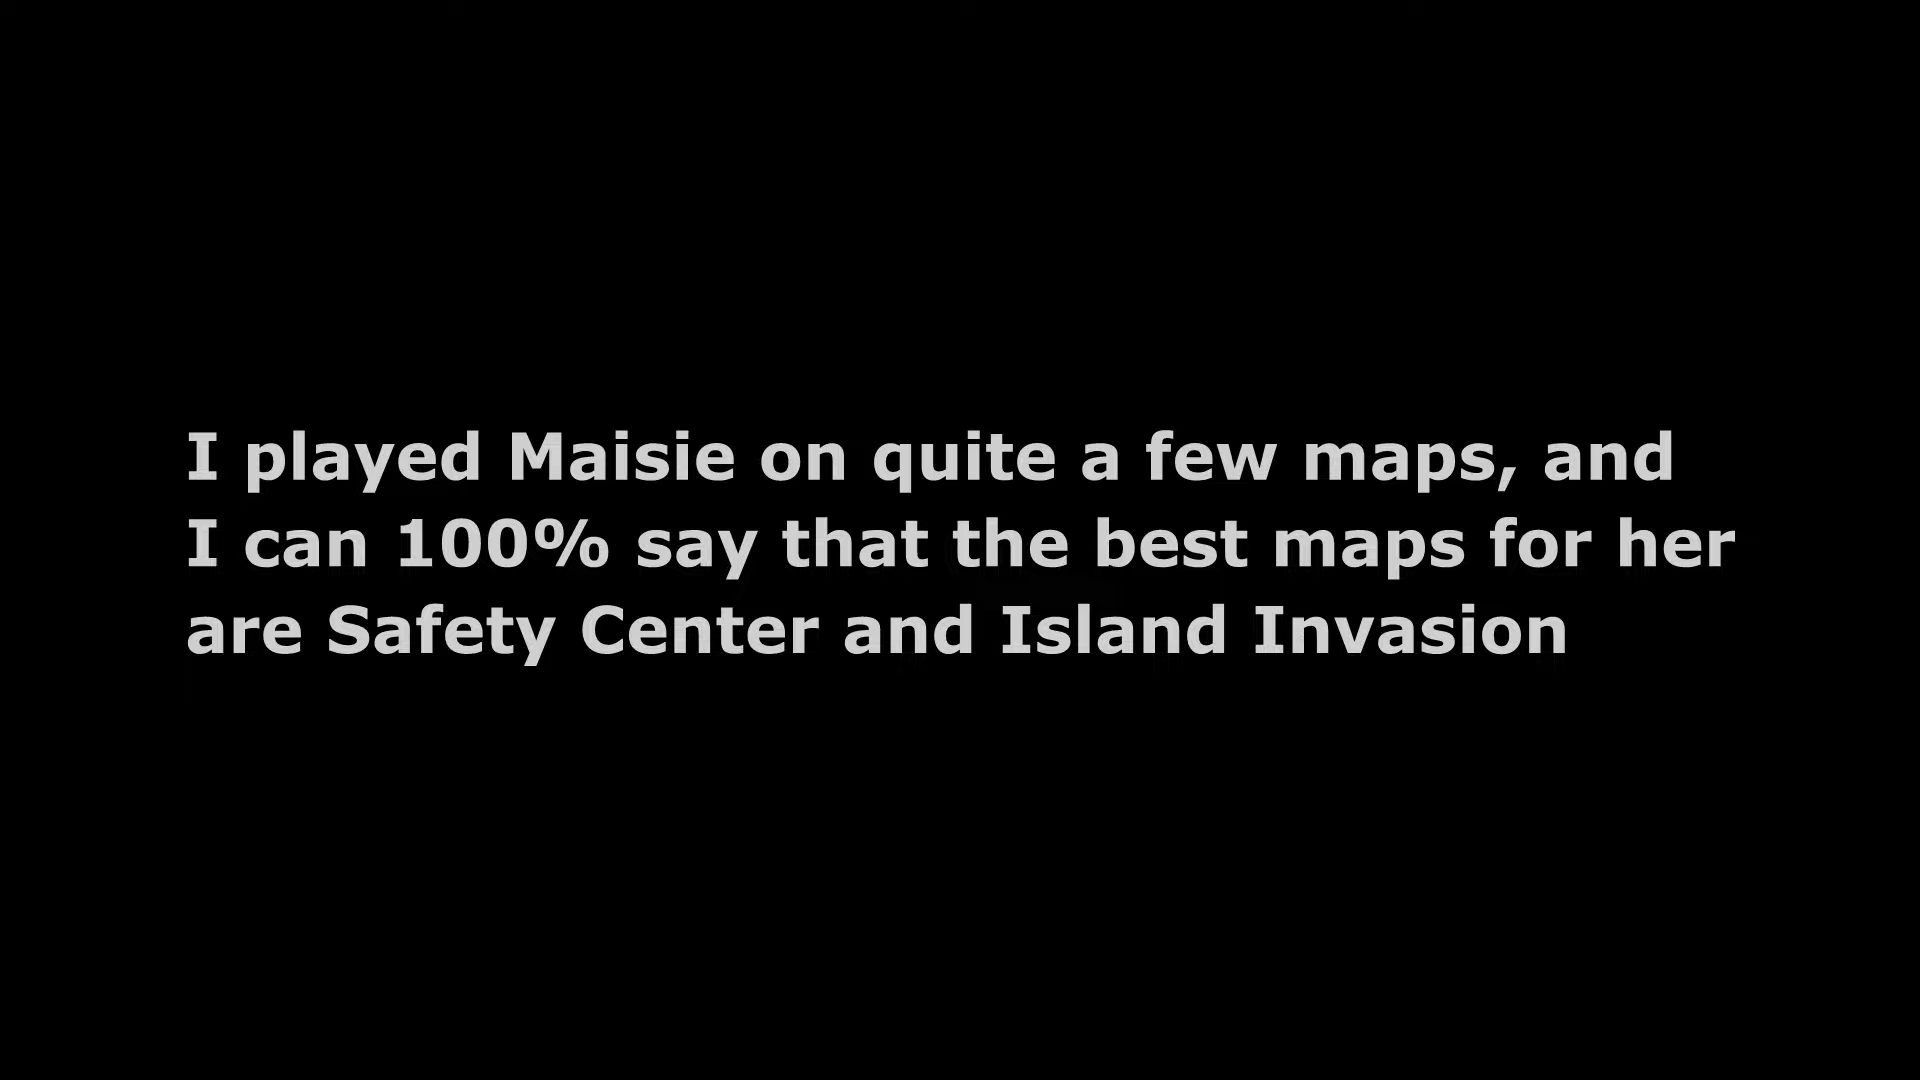 I played Maisie on quite a few maps, and
I can 100% say that the best maps for her
are Safety Center and Island Invasion